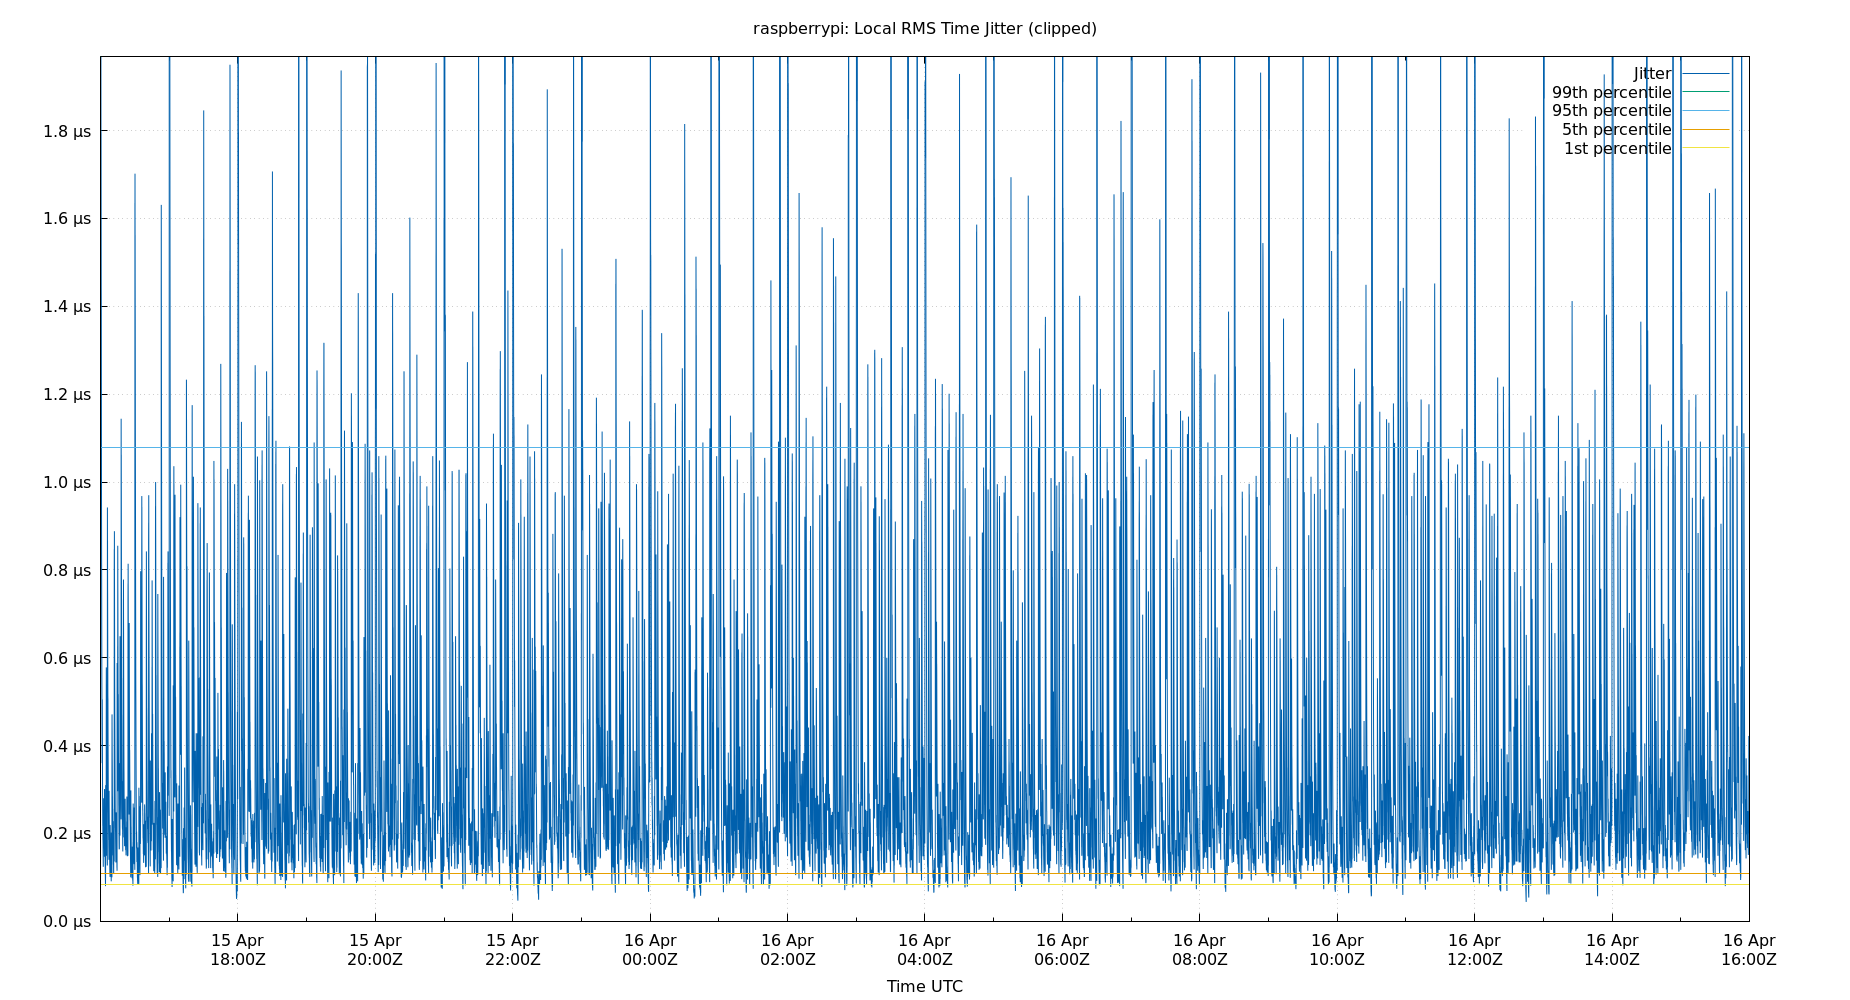 raspberrypi: Local RMS Time Jitter (clipped)
Jitter
99th percentile
95th percentile
5th percentile
1st percentile
1.8 µs
1.6 µs
1.4 µs
1.2 µs
1.0 µs
0.8 µs
0.6 µs
0.4 µs
0.2 µs
0.0 µs
15 Apr 15 Apr 15 Apr 16 Apr 16 Apr 16 Apr 16 Apr 16 Apr 16 Apr 16 Apr 16 Apr 16 Apr
18:00Z 20:00Z 22:00Z 00:00Z 02:00Z 04:00Z 06:00Z 08:00Z 10:00Z 12:00Z 14:00Z 16:00Z
Time UTC